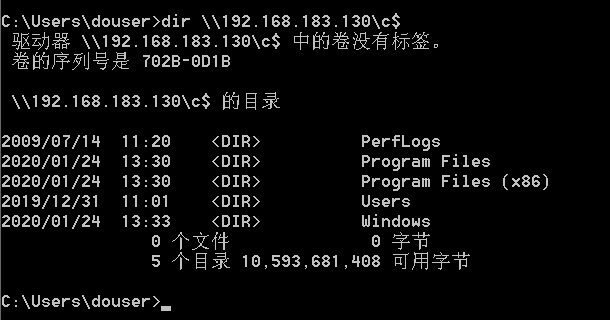 C:\Users\douser>dir \\192.168.183.130\c$
驱动器 \\192.168.183.130\c$ 中的卷没有标签。
卷的序列号是 702B-0D1B
\\192.168.183.130\c$ 的目录
2009/07/14  11:20    <DIR>          PerfLogs
2020/01/24  13:30    <DIR>          Program Files
2020/01/24  13:30    <DIR>          Program Files (x86)
2019/12/31  11:01    <DIR>          Users
2020/01/24  13:33    <DIR>          Windows
0 个文件              0 字节
5 个目录 10,593,681,408 可用字节
C:\Users\douser>_